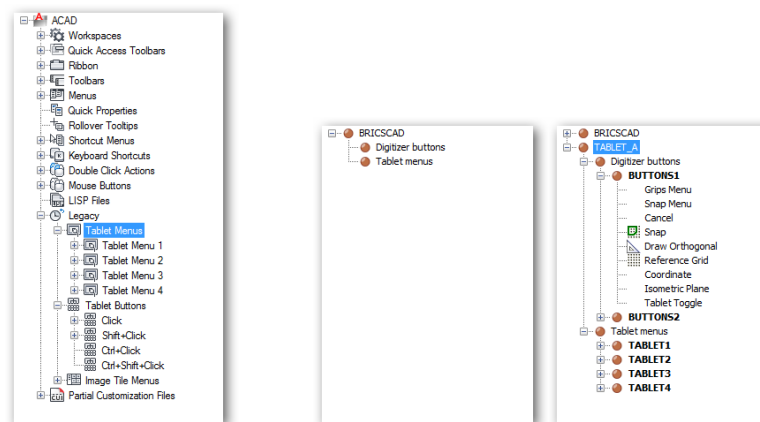 ACAD
Workspaces
Quick Access Toolbars
Ribbon
Toolbars
Menus
Quick Properties
Rollover Tooltips
Shortcut Menus
Keyboard Shortcuts
Double Click Actions
Mouse Buttons
LISP Files
Legacy
Tablet Menus
Tablet Menu 1
Tablet Menu 2
Tablet Menu 3
Tablet Menu 4
Tablet Buttons
Click
Shift+Click
Ctrl+Click
Ctrl+Shift+Click
Image Tile Menus
Partial Customization Files
BRICSCAD
Digitizer buttons
Tablet menus
BRICSCAD
TABLET_A
Digitizer buttons
BUTTONS1
Grips Menu
Snap Menu
Cancel
Snap
Draw Orthogonal
Reference Grid
Coordinate
Isometric Plane
Tablet Toggle
BUTTONS2
Tablet menus
TABLET1
TABLET2
TABLET3
TABLET4